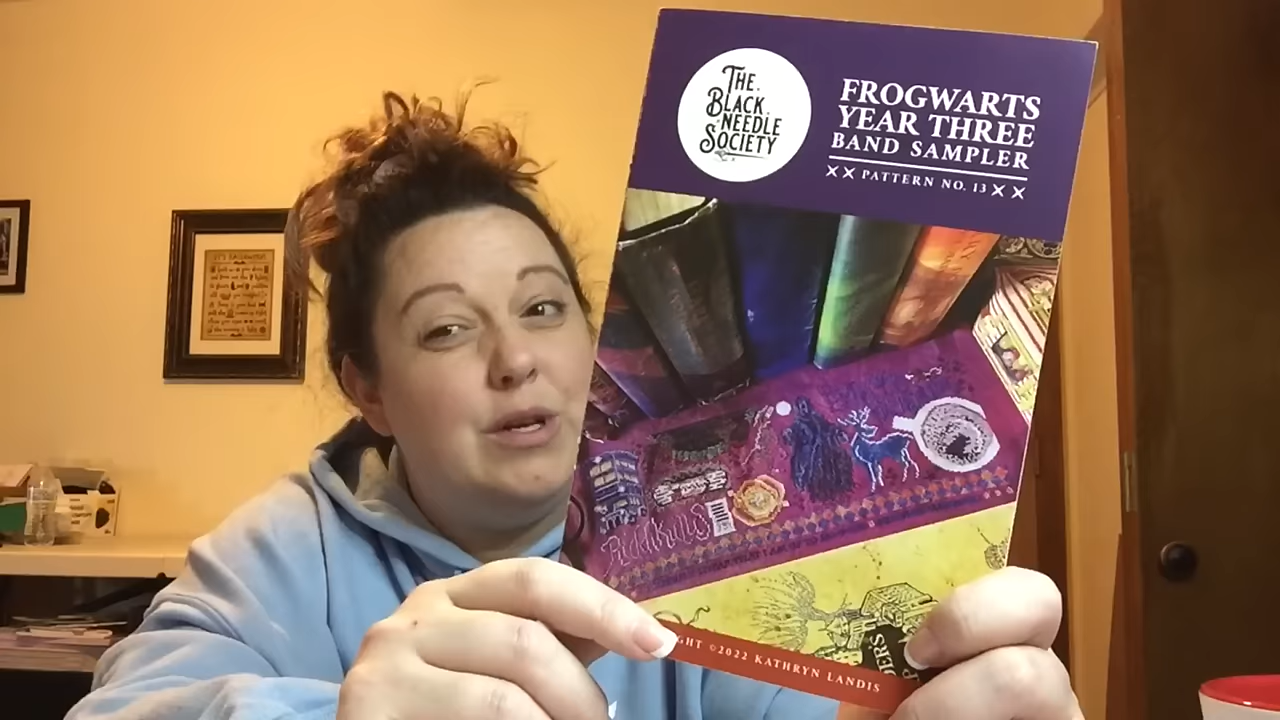 THE
BLACK
NEEDLE
SOCIETY
FROGWARTS
YEAR THREE
BAND SAMPLER
PATTERN NO. 13
Riddikulus
GHT ©2022 KATHRYN LANDIS